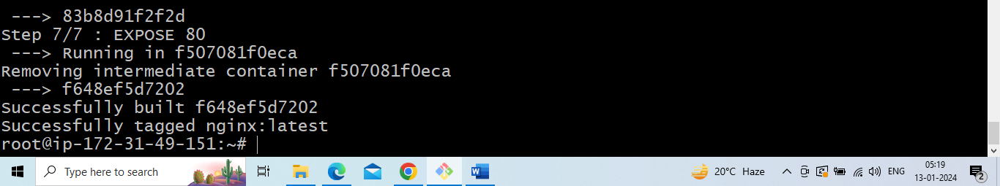 ---> 83b8d91f2f2d
Step 7/7 : EXPOSE 80
---> Running in f507081f0eca
Removing intermediate container f507081f0eca
---> f648ef5d7202
Successfully built f648ef5d7202
Successfully tagged nginx:latest
root@ip-172-31-49-151:~#
Type here to search
20°C Haze
ENG
05:19
13-01-2024
2